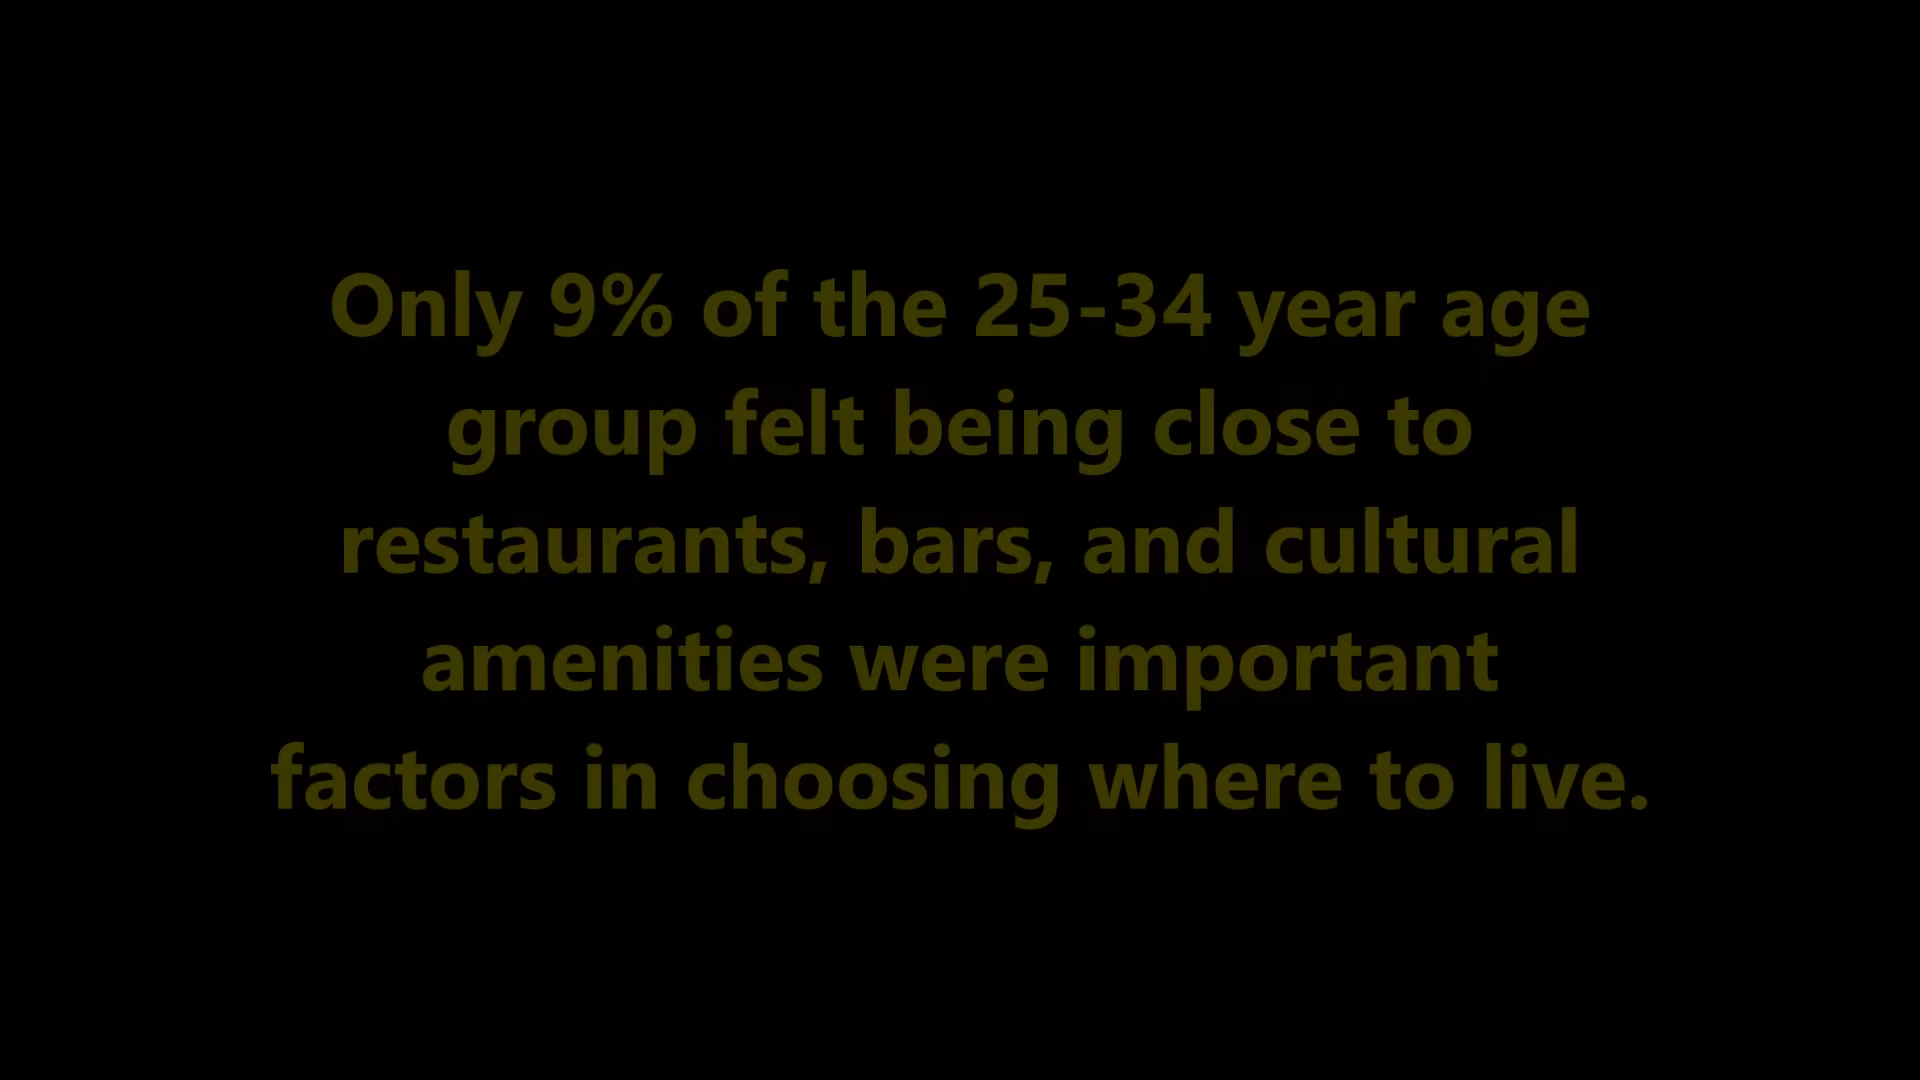 Only 9% of the 25-34 year age
group felt being close to
restaurants, bars, and cultural
amenities were important
factors in choosing where to live.